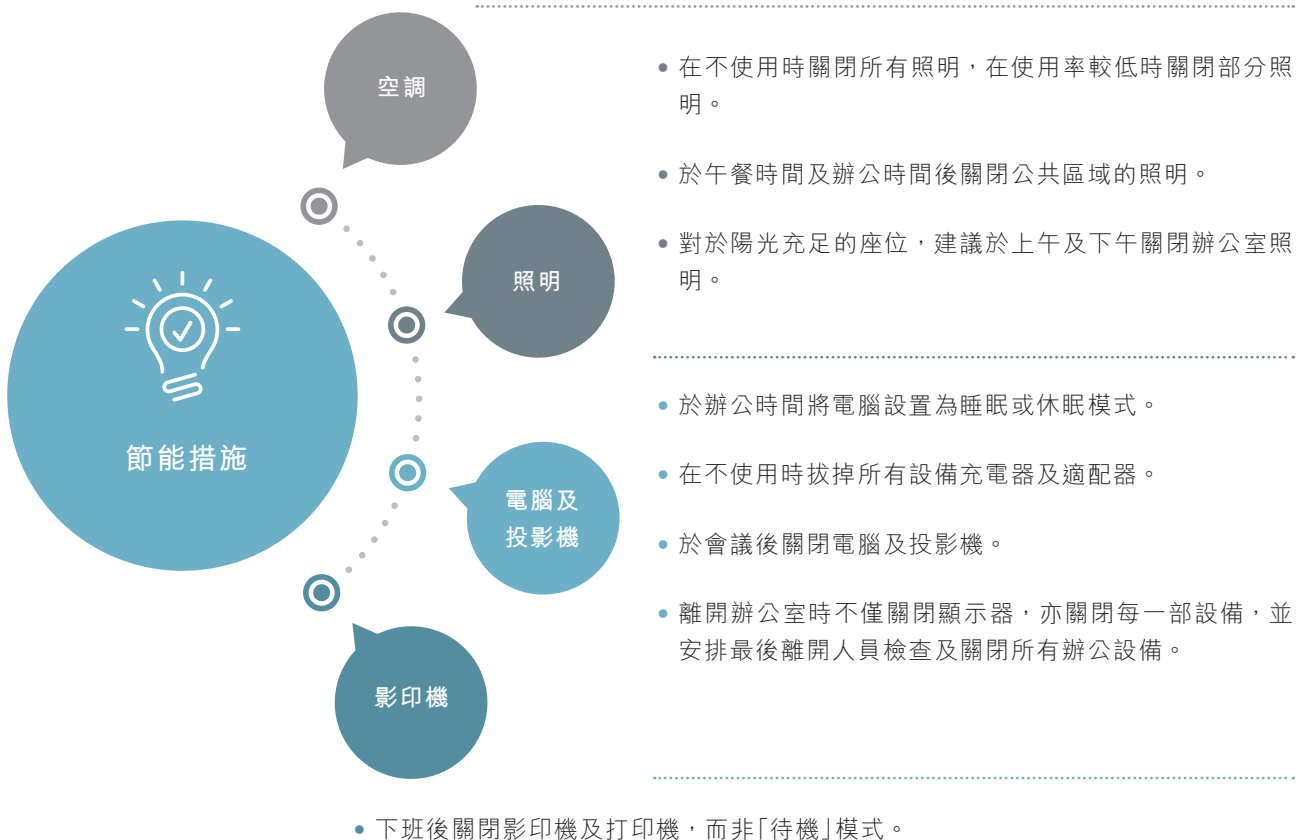 空調
• 在不使用時關閉所有照明，在使用率較低時關閉部分照
明。
• 於午餐時間及辦公時間後關閉公共區域的照明。
• 對於陽光充足的座位，建議於上午及下午關閉辦公室照
明。
照明
節能措施
• 於辦公時間將電腦設置為睡眠或休眠模式。
• 在不使用時拔掉所有設備充電器及適配器。
• 於會議後關閉電腦及投影機。
• 離開辦公室時不僅關閉顯示器，亦關閉每一部設備，並
安排最後離開人員檢查及關閉所有辦公設備。
電腦及
投影機
影印機
• 下班後關閉影印機及打印機，而非「待機」模式。